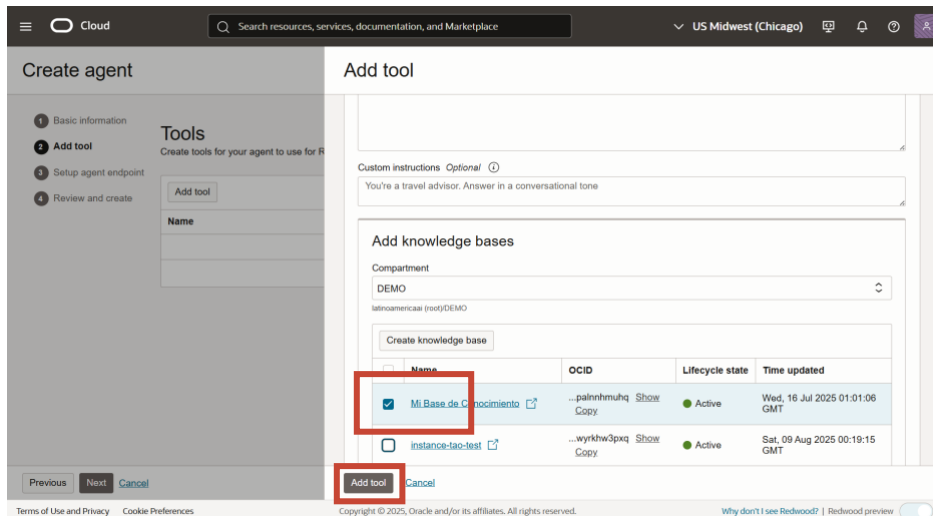 Cloud
Search resources, services, documentation, and Marketplace
US Midwest (Chicago)
Create agent
1 Basic information
2 Add tool
3 Setup agent endpoint
4 Review and create
Tools
Create tools for your agent to use for R
Add tool
Name
Previous
Next
Cancel
Add tool
Custom instructions Optional
You're a travel advisor. Answer in a conversational tone
Add knowledge bases
Compartment
DEMO
latinoamericaai (root)/DEMO
Create knowledge base
Name OCID Lifecycle state Time updated
Mi Base de Conocimiento ...palnnhmuhq Show Copy Active Wed, 16 Jul 2025 01:01:06 GMT
instance-tao-test ...wyrkhw3pxq Show Copy Active Sat, 09 Aug 2025 00:19:15 GMT
Add tool
Cancel
Terms of Use and Privacy Cookie Preferences
Copyright © 2025, Oracle and/or its affiliates. All rights reserved.
Why don't I see Redwood? | Redwood preview